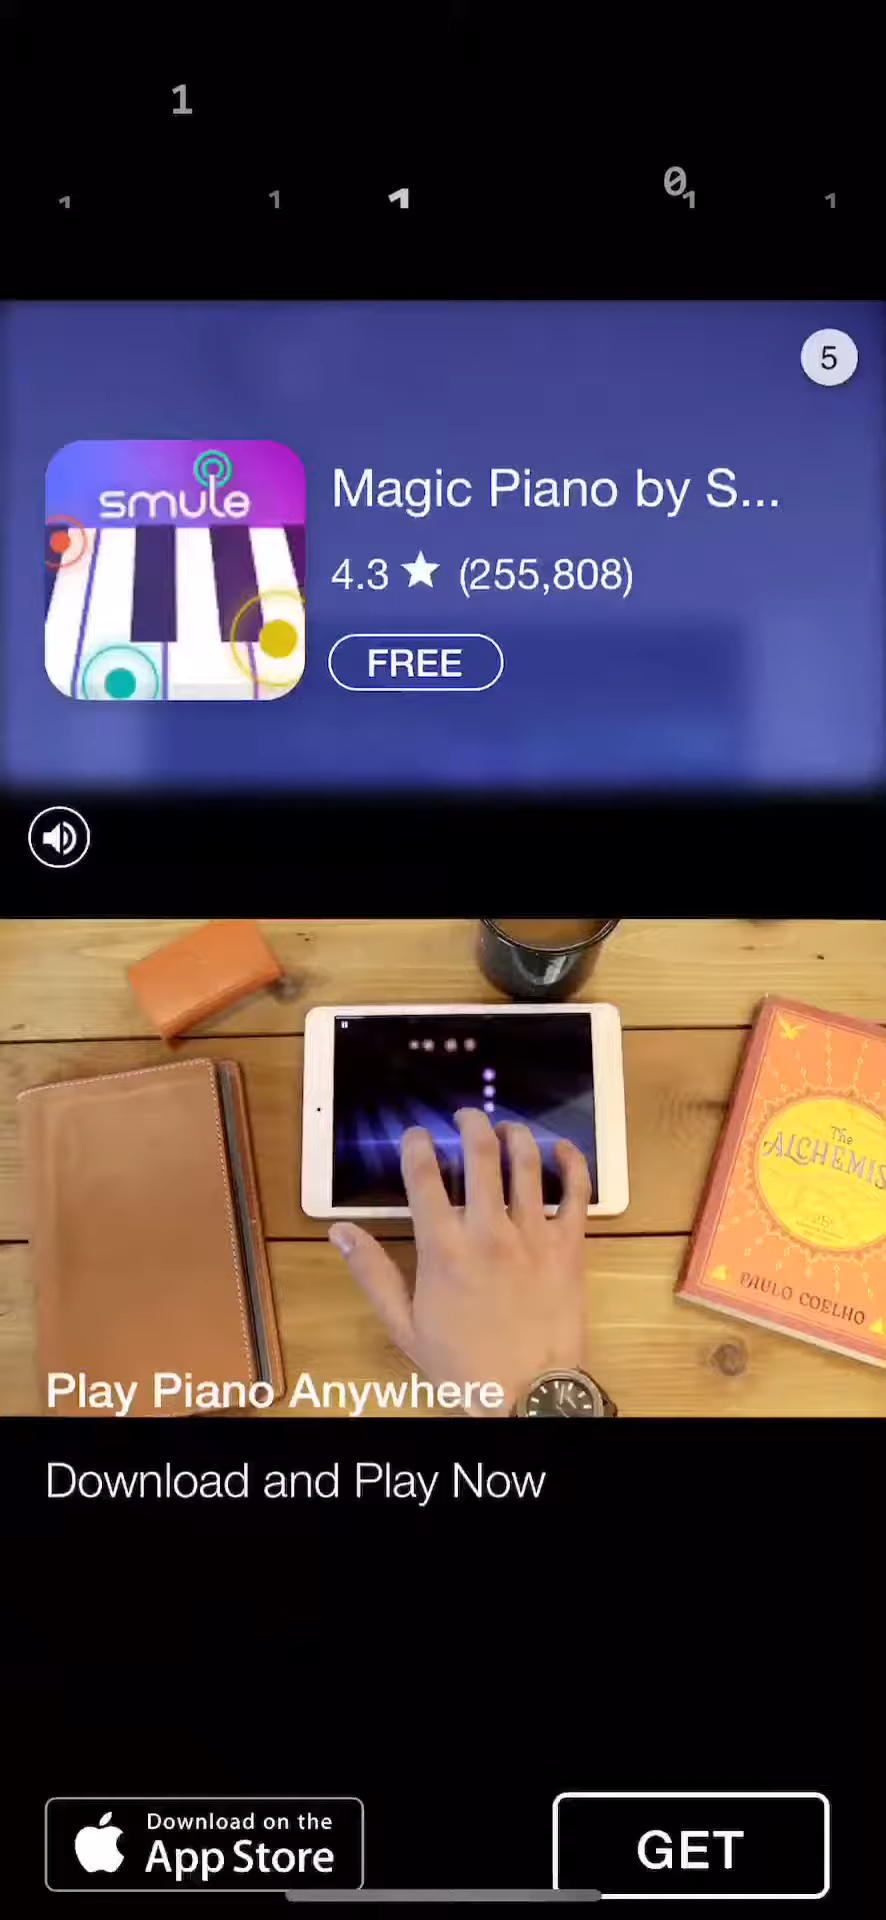 1
0
1 1 1 1 1
5
smule
Magic Piano by S...
4.3 ★ (255,808)
FREE
The
ALCHEMIS
PAULO COELHO
Play Piano Anywhere
Download and Play Now
Download on the
App Store
GET